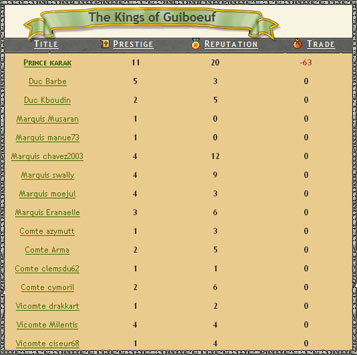 The Kings of Guiboeuf
Title Prestige Reputation Trade
Prince karak 11 20 -63
Duc Barbe 5 3 0
Duc Kboudin 2 5 0
Marquis Musaran 1 0 0
Marquis manue73 1 0 0
Marquis chavez2003 4 12 0
Marquis swally 4 9 0
Marquis moejul 4 3 0
Marquis Eranaelle 3 6 0
Comte azymutt 1 3 0
Comte Arma 2 5 0
Comte clemsdu62 1 1 0
Comte cymoril 2 6 0
Vicomte drakkart 1 2 0
Vicomte Milentis 4 4 0
Vicomte ciseur68 1 4 0